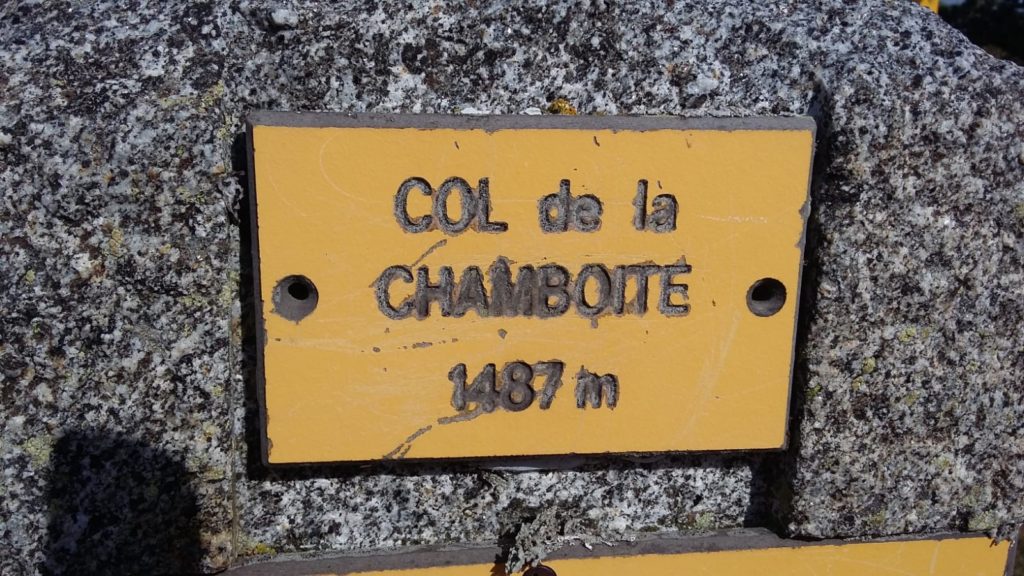 COL de la
CHAMBOITE
1487 m